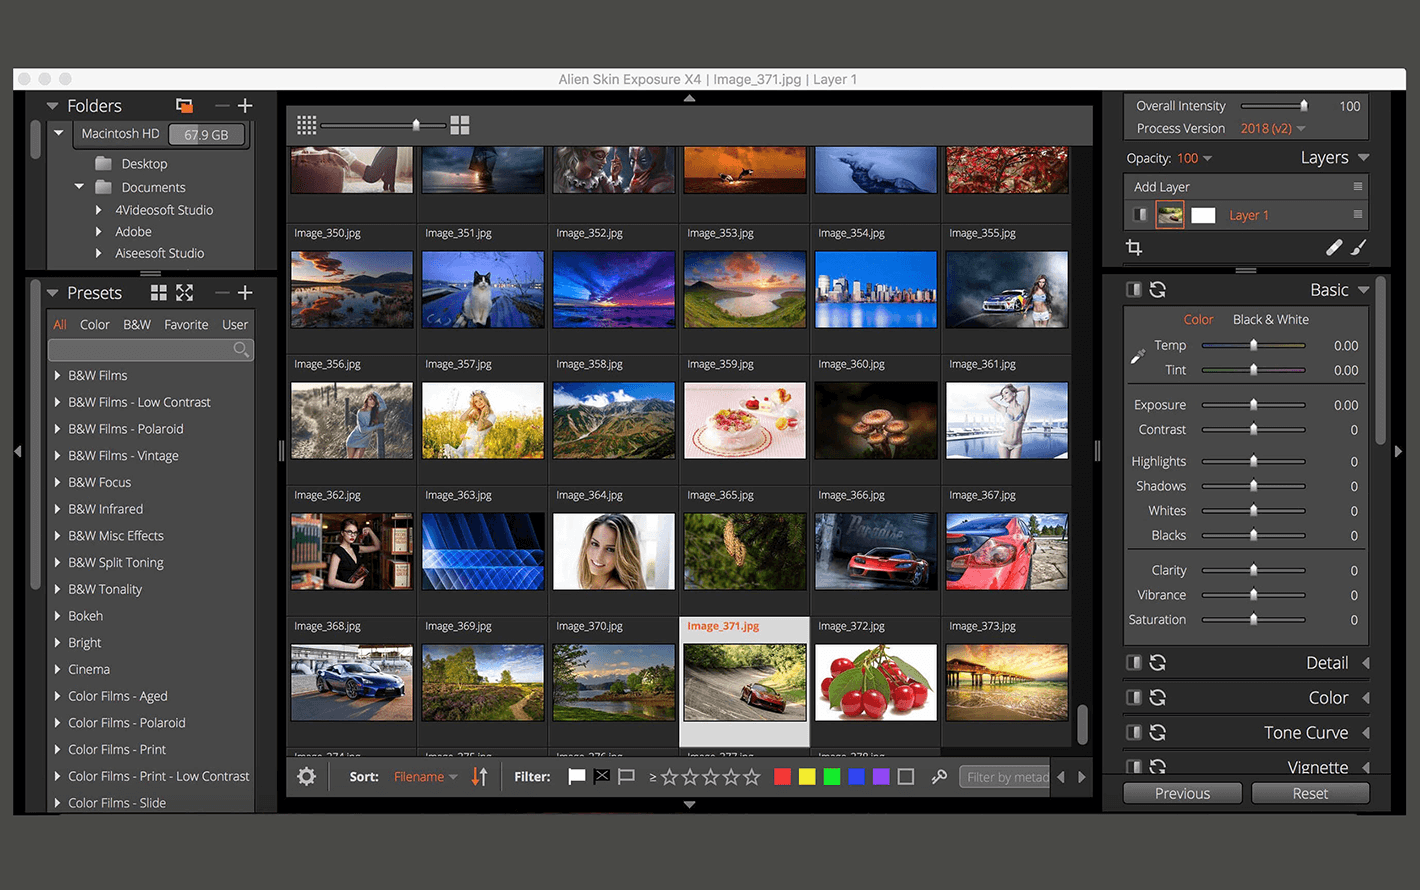 Alien Skin Exposure X4 | Image_371.jpg | Layer 1
Folders
Macintosh HD 67.9 GB
Desktop
Documents
4Videosoft Studio
Adobe
Aiseesoft Studio
Presets
All Color B&W Favorite User
B&W Films
B&W Films - Low Contrast
B&W Films - Polaroid
B&W Films - Vintage
B&W Focus
B&W Infrared
B&W Misc Effects
B&W Split Toning
B&W Tonality
Bokeh
Bright
Cinema
Color Films - Aged
Color Films - Polaroid
Color Films - Print
Color Films - Print - Low Contrast
Color Films - Slide
Image_350.jpg Image_351.jpg Image_352.jpg Image_353.jpg Image_354.jpg Image_355.jpg
Image_356.jpg Image_357.jpg Image_358.jpg Image_359.jpg Image_360.jpg Image_361.jpg
Image_362.jpg Image_363.jpg Image_364.jpg Image_365.jpg Image_366.jpg Image_367.jpg
Paradise
Image_368.jpg Image_369.jpg Image_370.jpg Image_371.jpg Image_372.jpg Image_373.jpg
Sort: Filename Filter: ≥ Filter by metad
Overall Intensity 100
Process Version 2018 (v2)
Opacity: 100 Layers
Add Layer
Layer 1
Basic
Color Black & White
Temp 0.00
Tint 0.00
Exposure 0.00
Contrast 0
Highlights 0
Shadows 0
Whites 0
Blacks 0
Clarity 0
Vibrance 0
Saturation 0
Detail
Color
Tone Curve
Vignette
Previous Reset